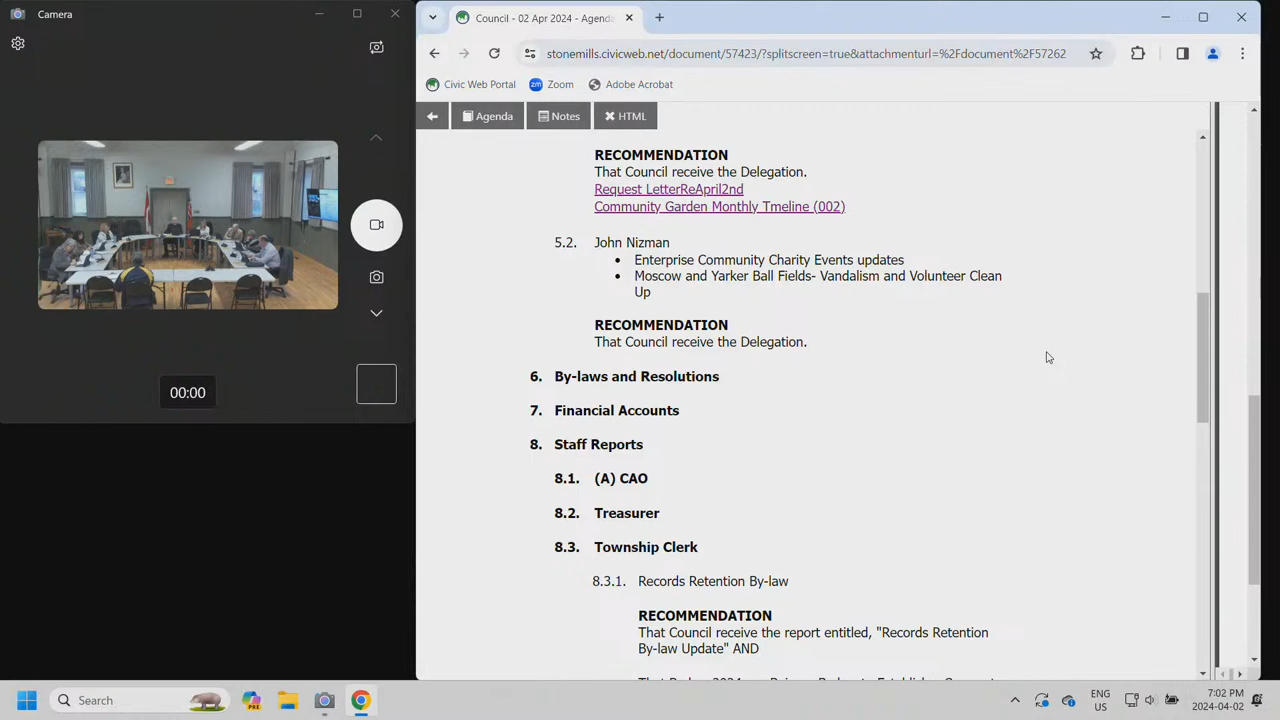 Camera
Council - 02 Apr 2024 - Agenda
stonemills.civicweb.net/document/57423/?splitscreen=true&attachmenturl=%2Fdocument%2F57262
Civic Web Portal
zm Zoom
Adobe Acrobat
Agenda
Notes
HTML
RECOMMENDATION
That Council receive the Delegation.
Request LetterReApril2nd
Community Garden Monthly Tmeline (002)
5.2. John Nizman
• Enterprise Community Charity Events updates
• Moscow and Yarker Ball Fields- Vandalism and Volunteer Clean
Up
RECOMMENDATION
That Council receive the Delegation.
6. By-laws and Resolutions
7. Financial Accounts
8. Staff Reports
8.1. (A) CAO
8.2. Treasurer
8.3. Township Clerk
8.3.1. Records Retention By-law
RECOMMENDATION
That Council receive the report entitled, "Records Retention
By-law Update" AND
00:00
Search
PRE
ENG
US
7:02 PM
2024-04-02